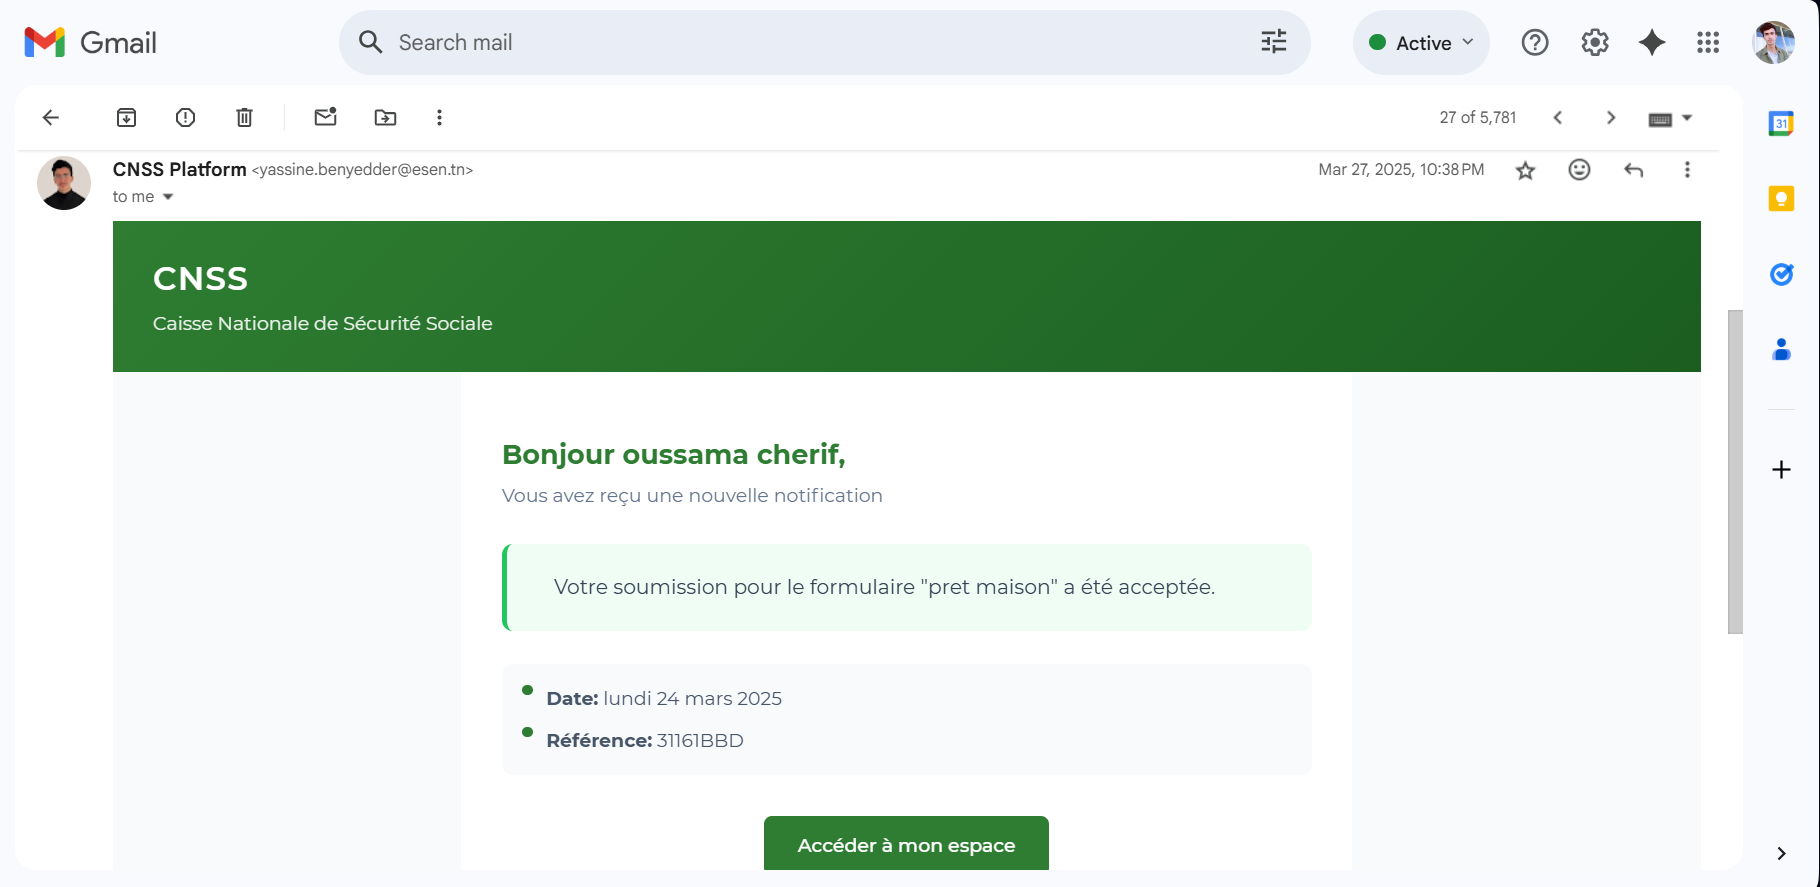 Gmail
Search mail
Active
27 of 5,781
31
CNSS Platform <yassine.benyedder@esen.tn>
Mar 27, 2025, 10:38 PM
to me
CNSS
Caisse Nationale de Sécurité Sociale
Bonjour oussama cherif,
Vous avez reçu une nouvelle notification
Votre soumission pour le formulaire "pret maison" a été acceptée.
Date: lundi 24 mars 2025
Référence: 31161BBD
Accéder à mon espace